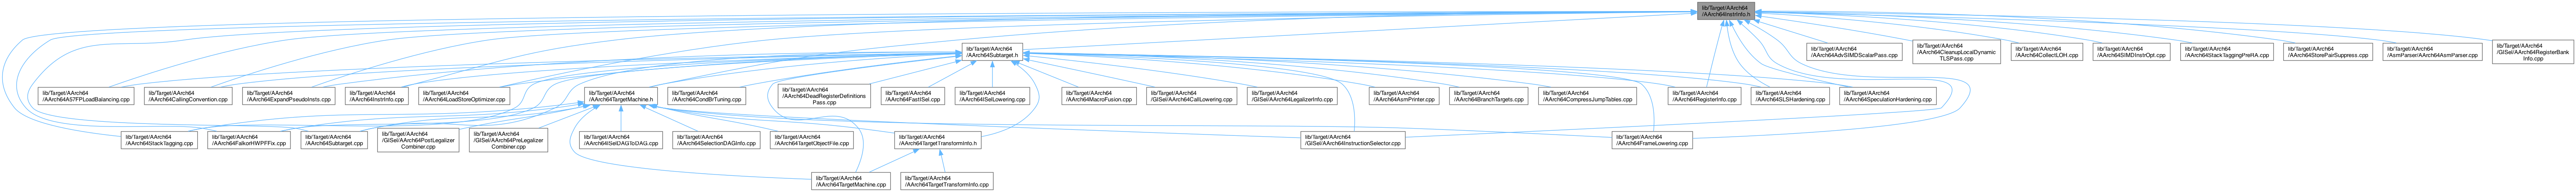 lib/Target/AArch64
/AArch64InstrInfo.h
lib/Target/AArch64
/AArch64Subtarget.h
lib/Target/AArch64
/AArch64AdvSIMDScalarPass.cpp
lib/Target/AArch64
/AArch64CleanupLocalDynamic
TLSPass.cpp
lib/Target/AArch64
/AArch64CollectLOH.cpp
lib/Target/AArch64
/AArch64SIMDInstrOpt.cpp
lib/Target/AArch64
/AArch64StackTaggingPreRA.cpp
lib/Target/AArch64
/AArch64StorePairSuppress.cpp
lib/Target/AArch64
/AsmParser/AArch64AsmParser.cpp
lib/Target/AArch64
/GISel/AArch64RegisterBank
Info.cpp
lib/Target/AArch64
/AArch64A57FPLoadBalancing.cpp
lib/Target/AArch64
/AArch64CallingConvention.cpp
lib/Target/AArch64
/AArch64ExpandPseudoInsts.cpp
lib/Target/AArch64
/AArch64InstrInfo.cpp
lib/Target/AArch64
/AArch64LoadStoreOptimizer.cpp
lib/Target/AArch64
/AArch64TargetMachine.h
lib/Target/AArch64
/AArch64CondBrTuning.cpp
lib/Target/AArch64
/AArch64DeadRegisterDefinitions
Pass.cpp
lib/Target/AArch64
/AArch64FastISel.cpp
lib/Target/AArch64
/AArch64ISelLowering.cpp
lib/Target/AArch64
/AArch64MacroFusion.cpp
lib/Target/AArch64
/GISel/AArch64CallLowering.cpp
lib/Target/AArch64
/GISel/AArch64LegalizerInfo.cpp
lib/Target/AArch64
/AArch64AsmPrinter.cpp
lib/Target/AArch64
/AArch64BranchTargets.cpp
lib/Target/AArch64
/AArch64CompressJumpTables.cpp
lib/Target/AArch64
/AArch64RegisterInfo.cpp
lib/Target/AArch64
/AArch64SLSHardening.cpp
lib/Target/AArch64
/AArch64SpeculationHardening.cpp
lib/Target/AArch64
/AArch64StackTagging.cpp
lib/Target/AArch64
/AArch64FalkorHWPFFix.cpp
lib/Target/AArch64
/AArch64Subtarget.cpp
lib/Target/AArch64
/GISel/AArch64PostLegalizer
Combiner.cpp
lib/Target/AArch64
/GISel/AArch64PreLegalizer
Combiner.cpp
lib/Target/AArch64
/AArch64ISelDAGToDAG.cpp
lib/Target/AArch64
/AArch64SelectionDAGInfo.cpp
lib/Target/AArch64
/AArch64TargetObjectFile.cpp
lib/Target/AArch64
/AArch64TargetTransformInfo.h
lib/Target/AArch64
/GISel/AArch64InstructionSelector.cpp
lib/Target/AArch64
/AArch64FrameLowering.cpp
lib/Target/AArch64
/AArch64TargetMachine.cpp
lib/Target/AArch64
/AArch64TargetTransformInfo.cpp